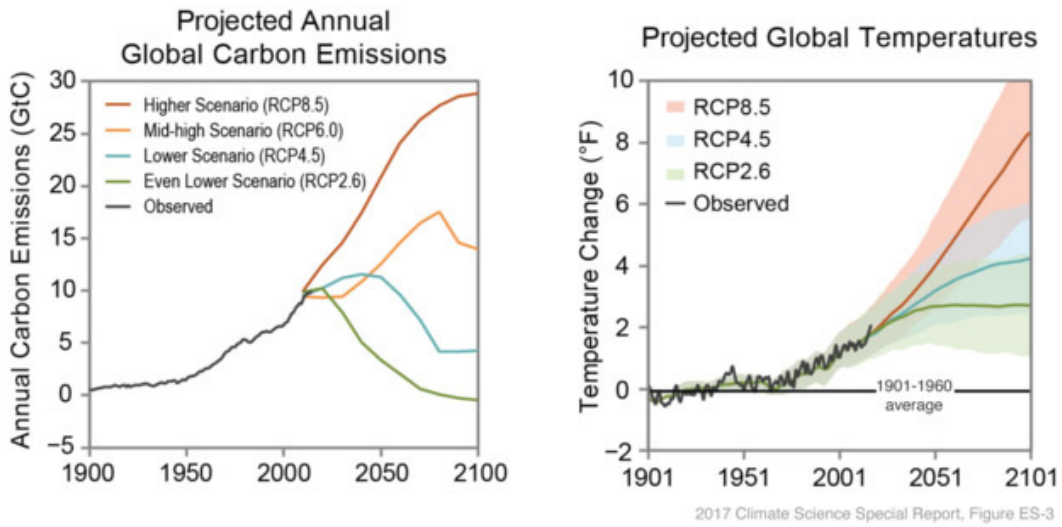 Projected Annual
Global Carbon Emissions
Annual Carbon Emissions (GtC)
30
25
20
15
10
5
0
−5
Higher Scenario (RCP8.5)
Mid-high Scenario (RCP6.0)
Lower Scenario (RCP4.5)
Even Lower Scenario (RCP2.6)
Observed
1900 1950 2000 2050 2100
Projected Global Temperatures
Temperature Change (°F)
10
8
6
4
2
0
−2
RCP8.5
RCP4.5
RCP2.6
Observed
1901-1960
average
1901 1951 2001 2051 2101
2017 Climate Science Special Report, Figure ES-3